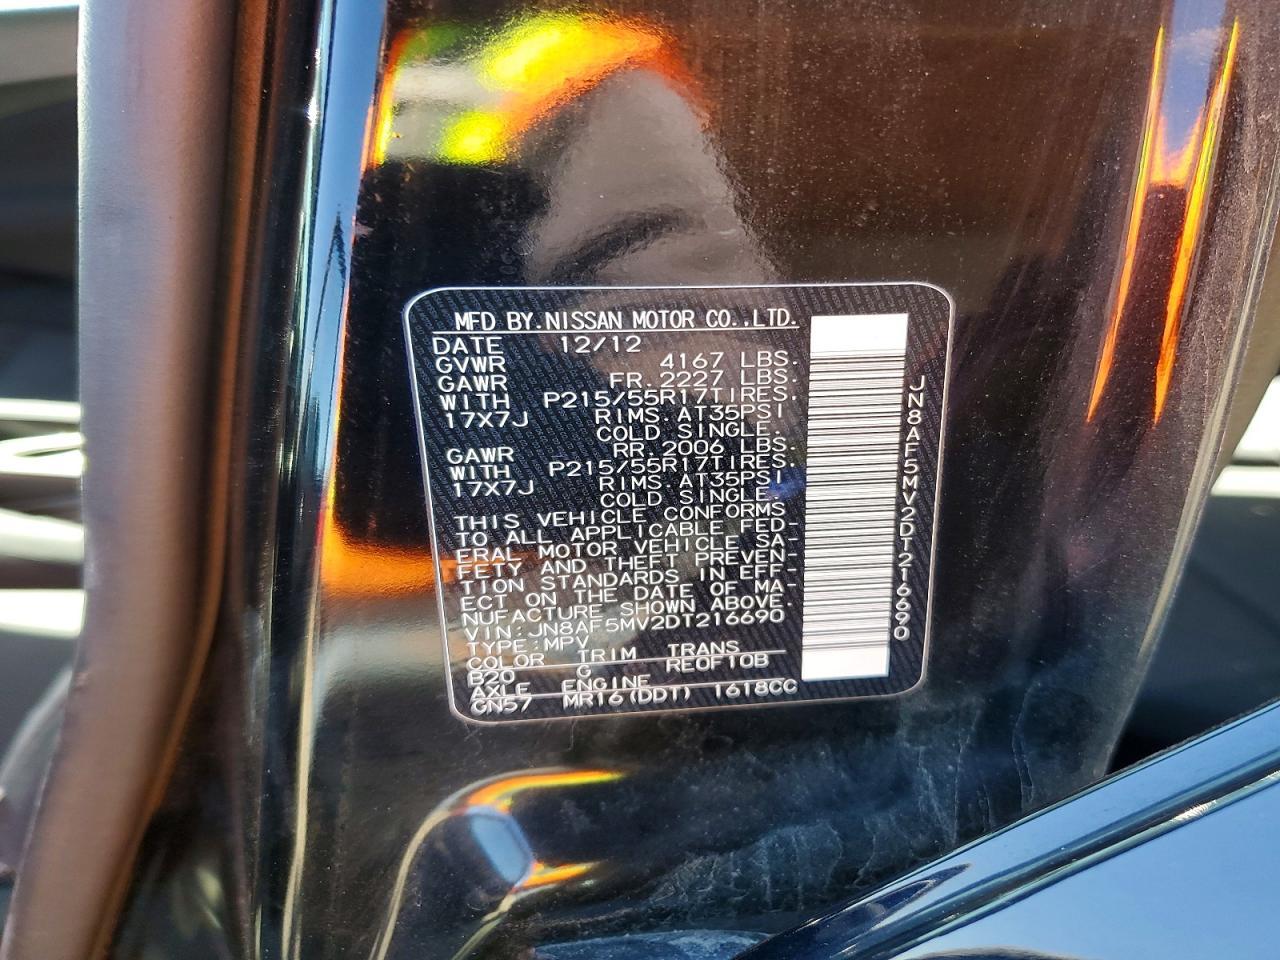 MFD BY.NISSAN MOTOR CO.,LTD.
DATE 12/12
GVWR 4167 LBS.
GAWR FR.2227 LBS.
WITH P215/55R17TIRES.
17X7J RIMS.AT35PSI
COLD SINGLE.
GAWR RR.2006 LBS.
WITH P215/55R17TIRES.
17X7J RIMS.AT35PSI
COLD SINGLE.
THIS VEHICLE CONFORMS
TO ALL APPLICABLE FED-
ERAL MOTOR VEHICLE SA-
FETY AND THEFT PREVEN-
TION STANDARDS IN EFF-
ECT ON THE DATE OF MA-
NUFACTURE SHOWN ABOVE.
VIN:JN8AF5MV2DT216690
TYPE:MPV
COLOR TRIM TRANS
B20 G RE0F10B
AXLE ENGINE
GN57 MR16(DDT) 1618CC
JN8AF5MV2DT216690